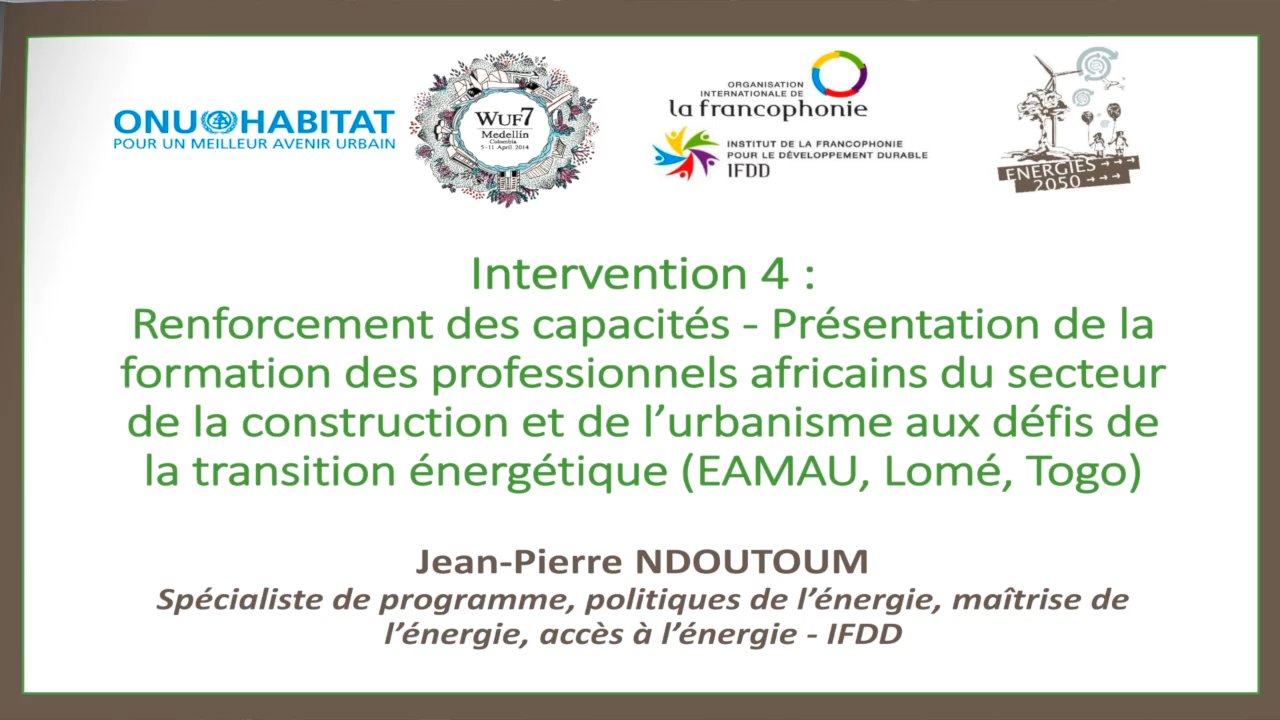 ONU HABITAT
POUR UN MEILLEUR AVENIR URBAIN
WUF7
Medellín
Colombia
5-11 April 2014
ORGANISATION
INTERNATIONALE DE
la francophonie
INSTITUT DE LA FRANCOPHONIE
POUR LE DÉVELOPPEMENT DURABLE
IFDD
ENERGIES
2050
Intervention 4 :
Renforcement des capacités - Présentation de la
formation des professionnels africains du secteur
de la construction et de l’urbanisme aux défis de
la transition énergétique (EAMAU, Lomé, Togo)
Jean-Pierre NDOUTOUM
Spécialiste de programme, politiques de l’énergie, maîtrise de
l’énergie, accès à l’énergie - IFDD